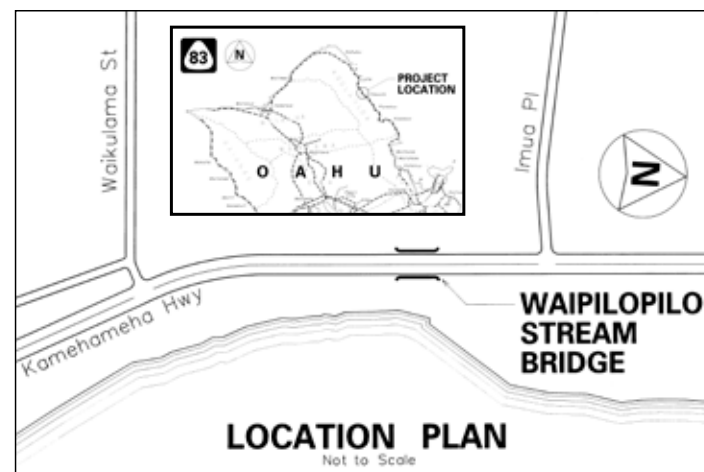 Waikulama St
83
N
PROJECT
LOCATION
O A H U
Imua Pl
N
Kamehameha Hwy
WAIPILOPILO
STREAM
BRIDGE
LOCATION PLAN
Not to Scale